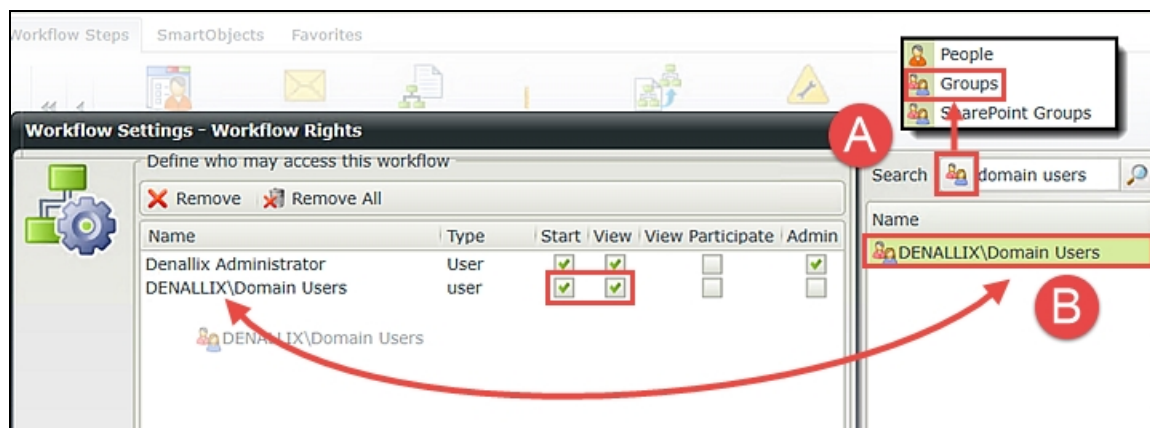 Workflow Steps SmartObjects Favorites
People
Groups
SharePoint Groups
A
Workflow Settings - Workflow Rights
Define who may access this workflow
Remove Remove All
Search domain users
Name
Name Type Start View View Participate Admin
DENALLIX\Domain Users
Denallix Administrator User
DENALLIX\Domain Users user
B
DENALLIX\Domain Users